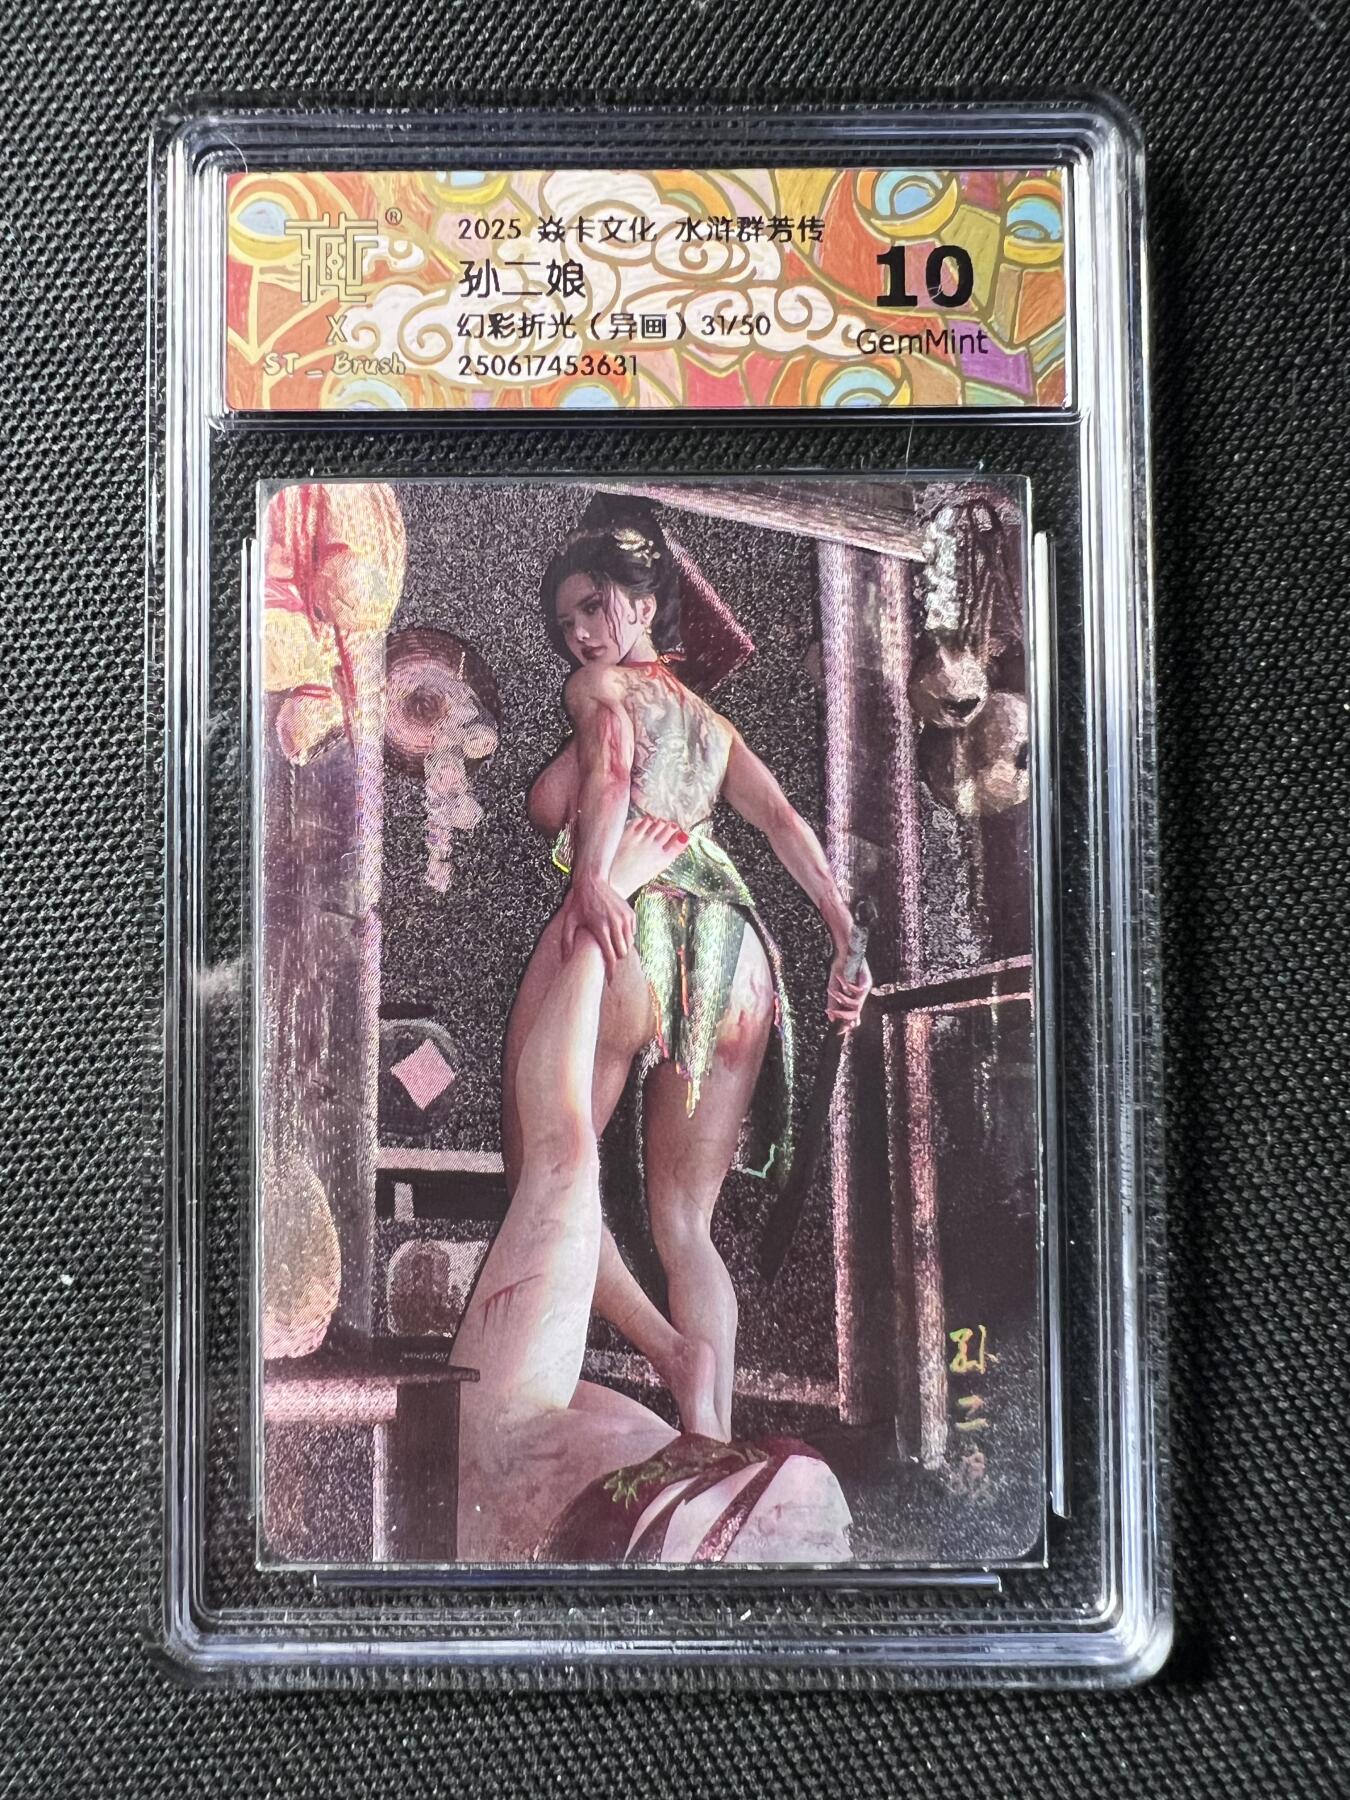 ®
2025 焱卡文化 水浒群芳传
孙二娘
幻彩折光（异画）31/50
250617453631
X
ST_Brush
10
GemMint
孙二娘